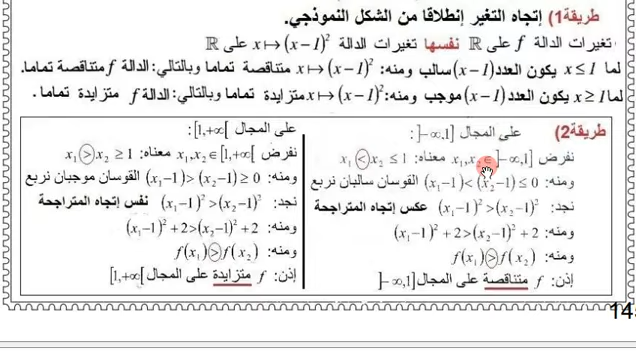 طريقة1) إتجاه التغير إنطلاقا من الشكل النموذجي.
تغيرات الدالة f على ℝ نفسها تغيرات الدالة x ↦ (x − 1)² على ℝ
لما x ≤ 1 يكون العدد (x − 1) سالب ومنه: x ↦ (x − 1)² متناقصة تماما وبالتالي: الدالة f متناقصة تماما.
لما x ≥ 1 يكون العدد (x − 1) موجب ومنه: x ↦ (x − 1)² متزايدة تماما وبالتالي: الدالة f متزايدة تماما.
طريقة2) على المجال ]−∞,1] :
نفرض x₁,x₂ ∈ ]−∞,1] معناه: x₁ < x₂ ≤ 1
ومنه: (x₁−1) < (x₂−1) ≤ 0 القوسان سالبان نربع
نجد: (x₁−1)² > (x₂−1)² عكس إتجاه المتراجحة
ومنه: (x₁−1)² + 2 > (x₂−1)² + 2
ومنه: f(x₁) > f(x₂)
إذن: f متناقصة على المجال ]−∞,1]
على المجال [1,+∞[ :
نفرض x₁,x₂ ∈ [1,+∞[ معناه: x₁ > x₂ ≥ 1
ومنه: (x₁−1) > (x₂−1) ≥ 0 القوسان موجبان نربع
نجد: (x₁−1)² > (x₂−1)² نفس إتجاه المتراجحة
ومنه: (x₁−1)² + 2 > (x₂−1)² + 2
ومنه: f(x₁) > f(x₂)
إذن: f متزايدة على المجال [1,+∞[